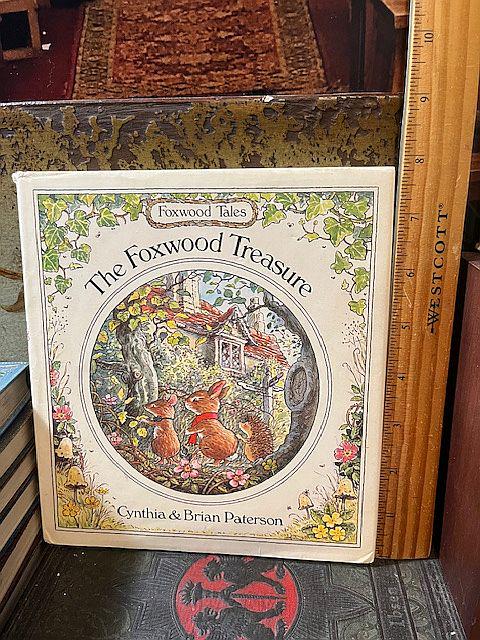 Foxwood Tales
The Foxwood Treasure
Cynthia & Brian Paterson
WESTCOTT®
10
9
8
7
6
5
4
3
2
1